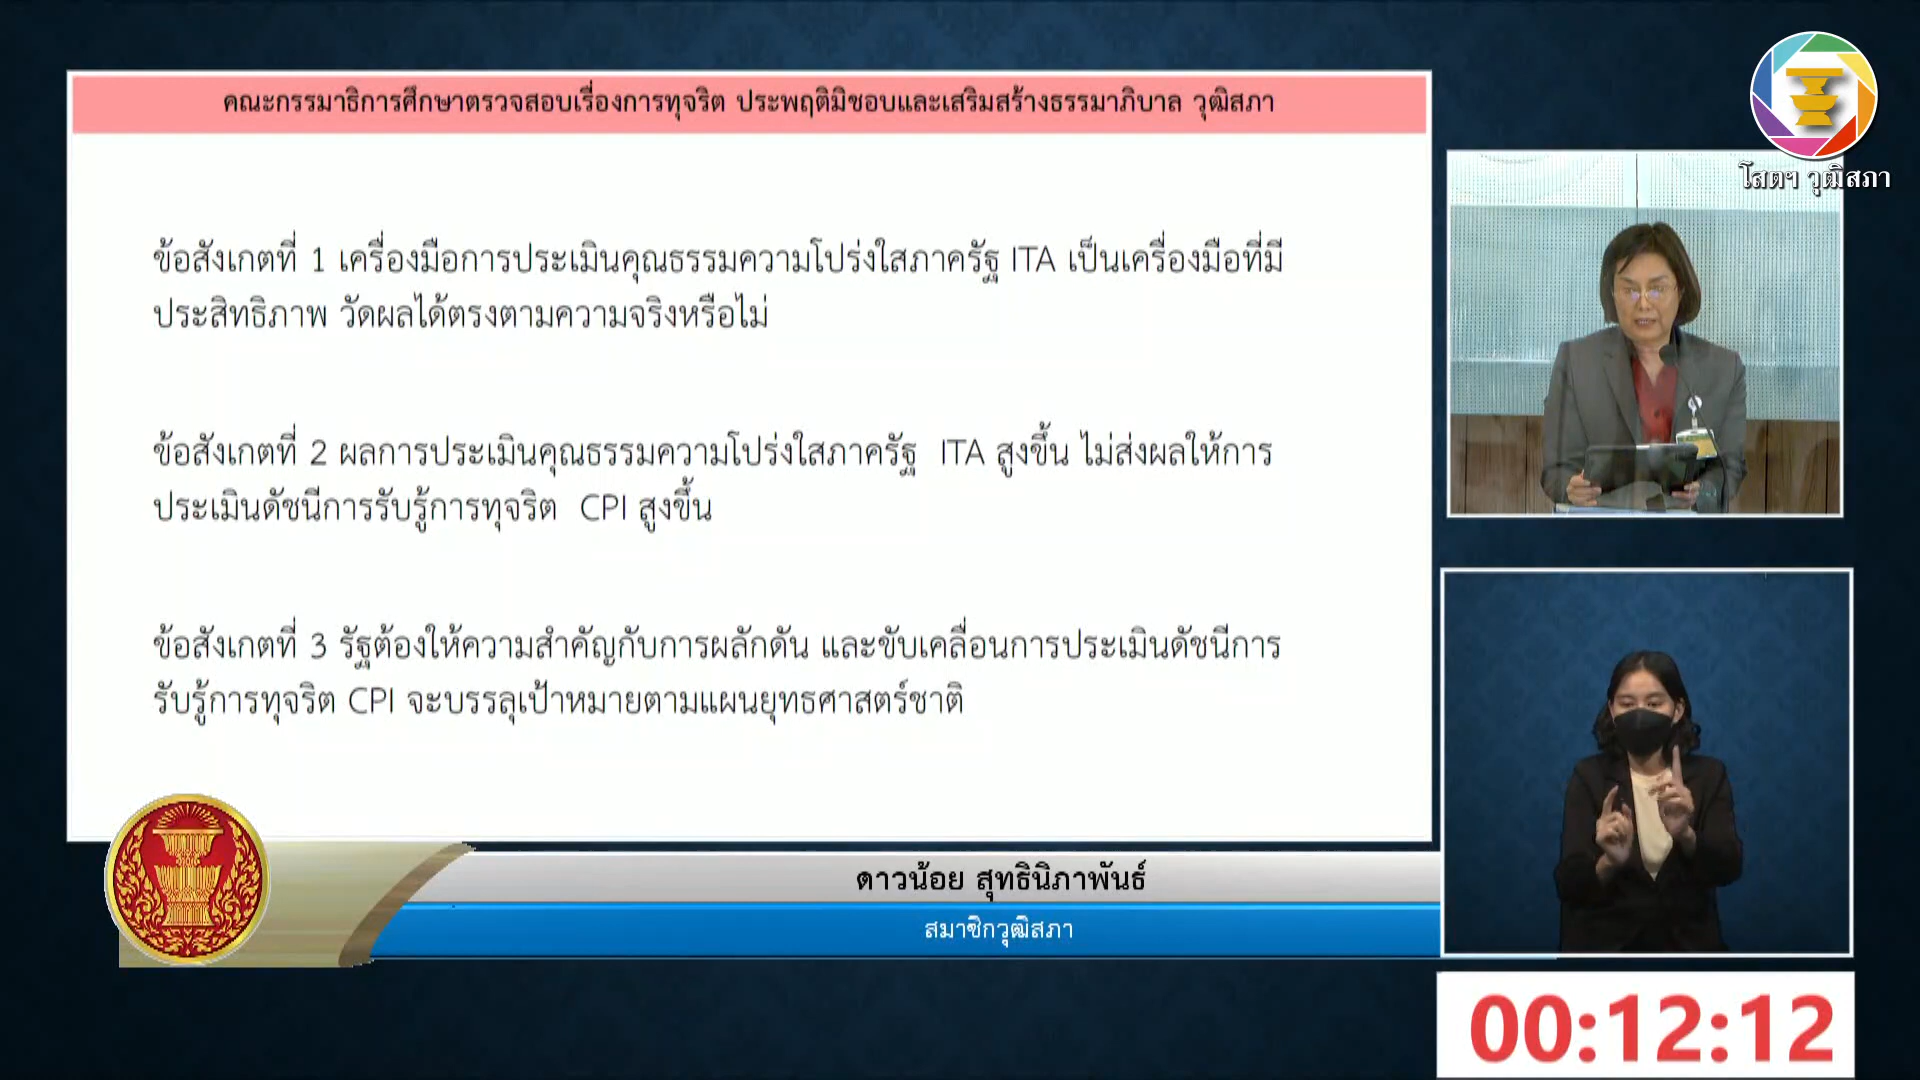 คณะกรรมาธิการศึกษาตรวจสอบเรื่องการทุจริต ประพฤติมิชอบและเสริมสร้างธรรมาภิบาล วุฒิสภา
โสตฯ วุฒิสภา
ข้อสังเกตที่ 1 เครื่องมือการประเมินคุณธรรมความโปร่งใสภาครัฐ ITA เป็นเครื่องมือที่มี
ประสิทธิภาพ วัดผลได้ตรงตามความจริงหรือไม่
ข้อสังเกตที่ 2 ผลการประเมินคุณธรรมความโปร่งใสภาครัฐ ITA สูงขึ้น ไม่ส่งผลให้การ
ประเมินดัชนีการรับรู้การทุจริต CPI สูงขึ้น
ข้อสังเกตที่ 3 รัฐต้องให้ความสำคัญกับการผลักดัน และขับเคลื่อนการประเมินดัชนีการ
รับรู้การทุจริต CPI จะบรรลุเป้าหมายตามแผนยุทธศาสตร์ชาติ
ดาวน้อย สุทธินิภาพันธ์
สมาชิกวุฒิสภา
00:12:12